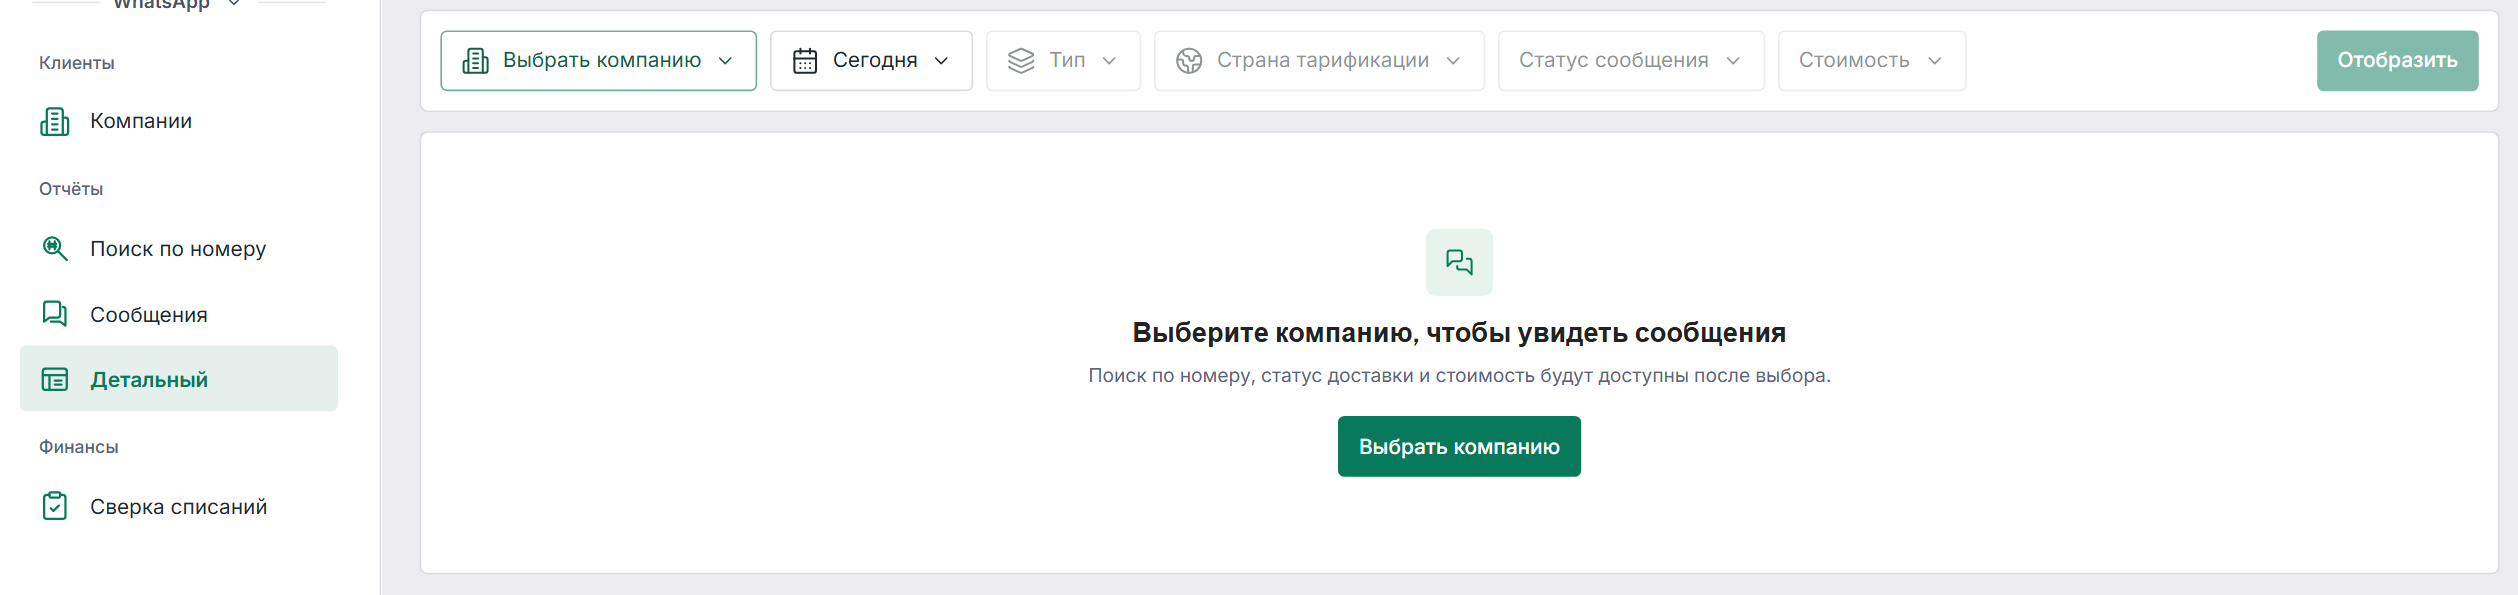 WhatsApp
Клиенты
Компании
Отчёты
Поиск по номеру
Сообщения
Детальный
Финансы
Сверка списаний
Выбрать компанию
Сегодня
Тип
Страна тарификации
Статус сообщения
Стоимость
Отобразить
Выберите компанию, чтобы увидеть сообщения
Поиск по номеру, статус доставки и стоимость будут доступны после выбора.
Выбрать компанию